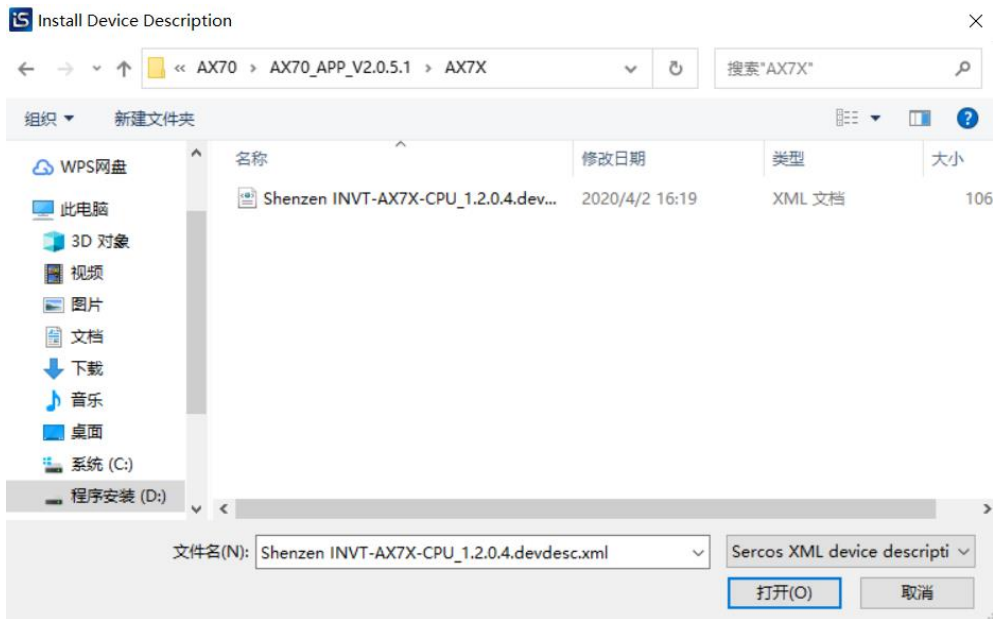 Install Device Description
« AX70 › AX70_APP_V2.0.5.1 › AX7X
搜索"AX7X"
组织 新建文件夹
名称 修改日期 类型 大小
Shenzen INVT-AX7X-CPU_1.2.0.4.dev... 2020/4/2 16:19 XML 文档 106
WPS网盘
此电脑
3D 对象
视频
图片
文档
下载
音乐
桌面
系统 (C:)
程序安装 (D:)
文件名(N): Shenzen INVT-AX7X-CPU_1.2.0.4.devdesc.xml Sercos XML device descripti
打开(O) 取消